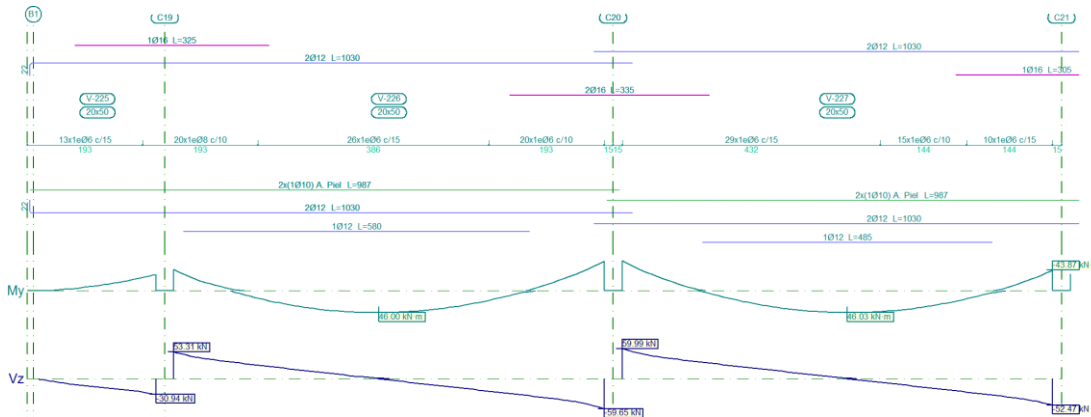 B1
C19
C20
C21
1Ø16 L=325
2Ø12 L=1030
2Ø12 L=1030
22
1Ø16 L=305
2Ø16 L=335
V-225
20x50
V-226
20x50
V-227
20x50
13x1eØ6 c/15
20x1eØ8 c/10
26x1eØ6 c/15
20x1eØ6 c/10
29x1eØ6 c/15
15x1eØ6 c/10
10x1eØ6 c/15
193
193
386
193
1515
432
144
144
15
2x(1Ø10) A. Piel L=987
2x(1Ø10) A. Piel L=987
22
2Ø12 L=1030
2Ø12 L=1030
1Ø12 L=580
1Ø12 L=485
-43.87 kN
My
46.00 kN·m
46.03 kN·m
53.31 kN
59.99 kN
Vz
-30.94 kN
-59.65 kN
-52.47 kN